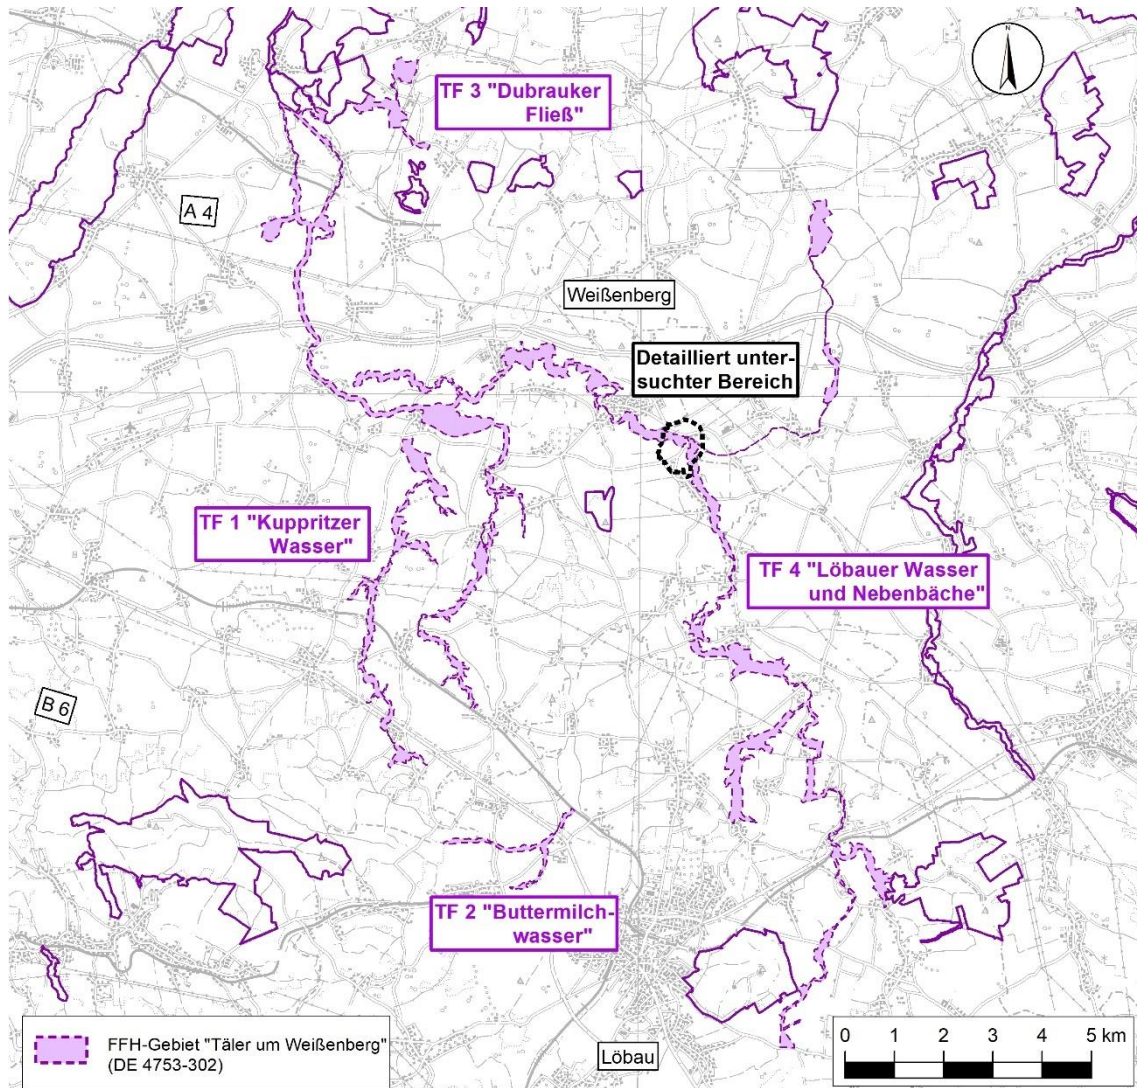 N
TF 3 "Dubrauker
Fließ"
A 4
Weißenberg
Detailliert unter-
suchter Bereich
TF 1 "Kuppritzer
Wasser"
TF 4 "Löbauer Wasser
und Nebenbäche"
B 6
TF 2 "Buttermilch-
wasser"
FFH-Gebiet "Täler um Weißenberg"
(DE 4753-302)
Löbau
0 1 2 3 4 5 km